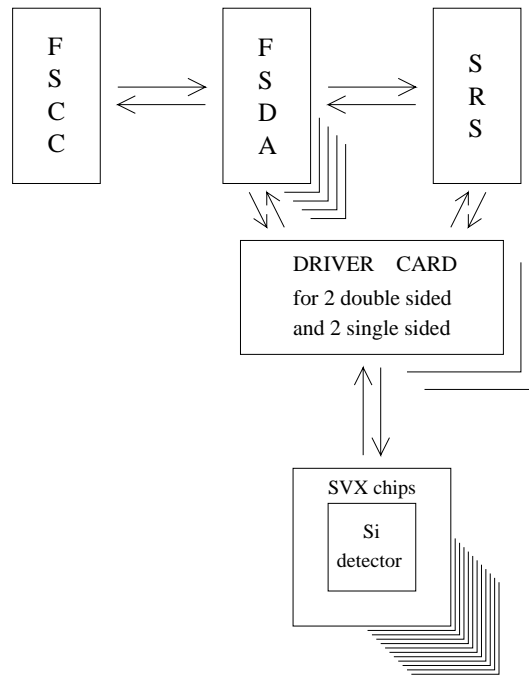 F
S
C
C
F
S
D
A
S
R
S
DRIVER CARD
for 2 double sided
and 2 single sided
SVX chips
Si
detector